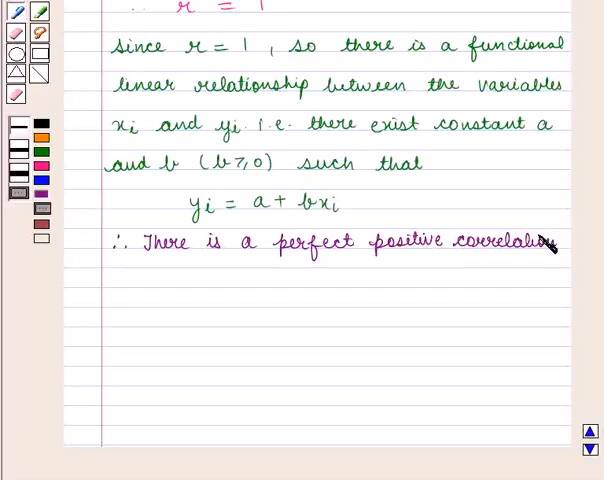 ∴ r = 1
Since r = 1, so there is a functional
linear relationship between the variables
xi and yi i.e. there exist constant a
and b (b ≥ 0) such that
yi = a + bxi
∴ There is a perfect positive correlation